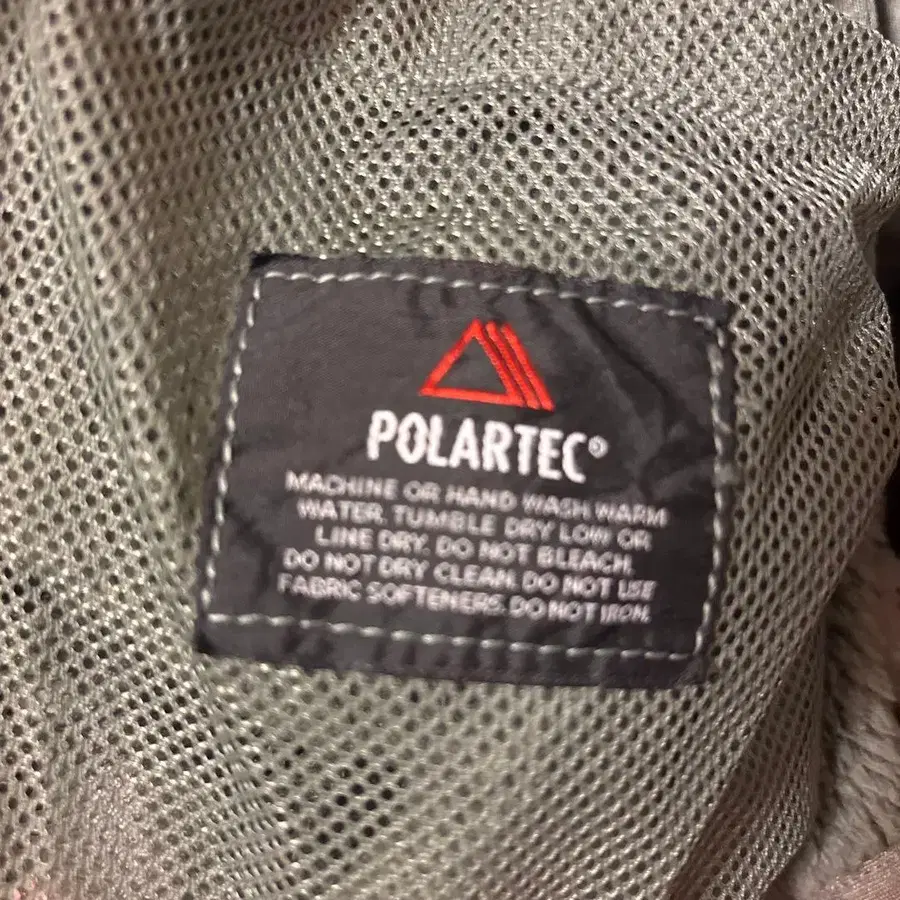 POLARTEC®
MACHINE OR HAND WASH WARM
WATER. TUMBLE DRY LOW OR
LINE DRY. DO NOT BLEACH.
DO NOT DRY CLEAN. DO NOT USE
FABRIC SOFTENERS. DO NOT IRON.